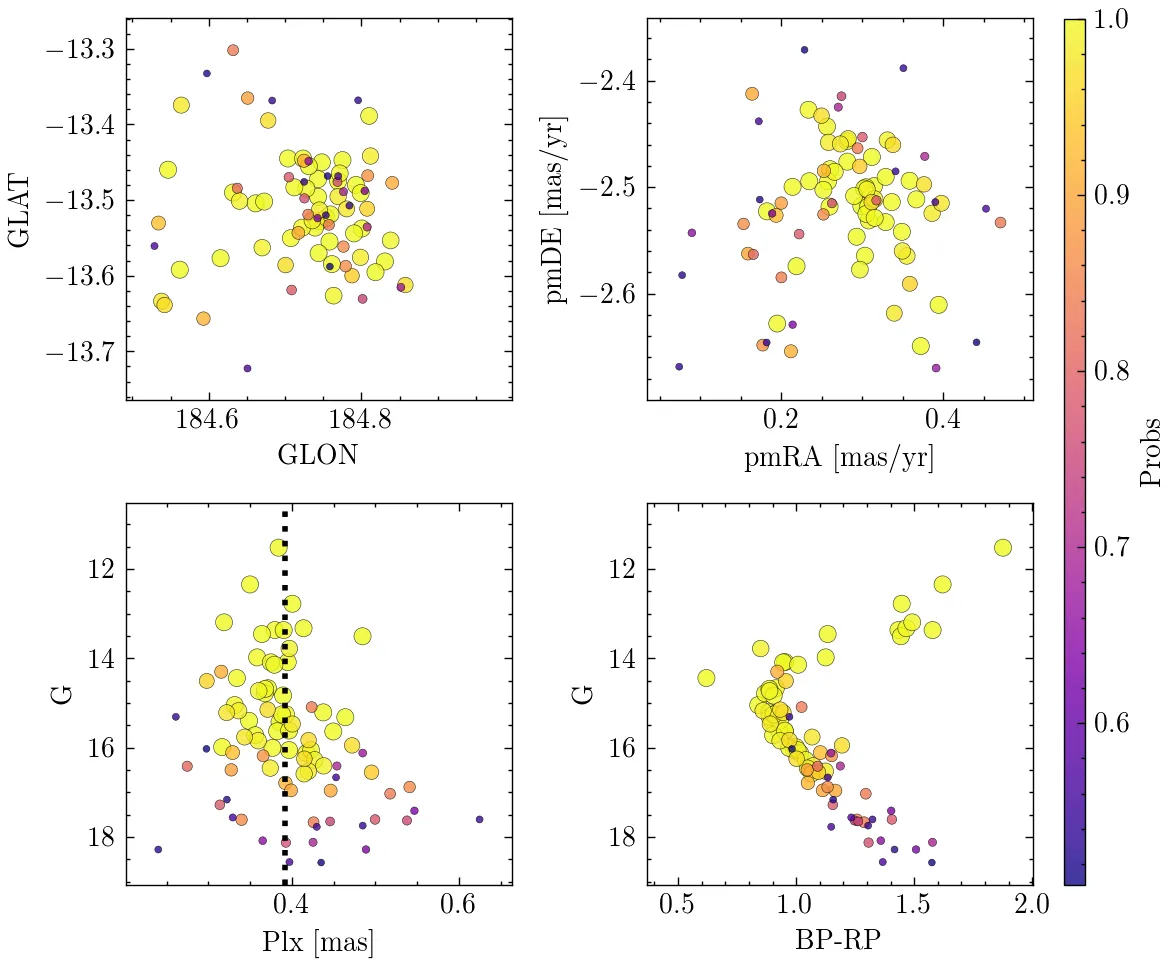 −13.3
−13.4
−13.5
−13.6
−13.7
GLAT
184.6 184.8
GLON
−2.4
−2.5
−2.6
pmDE [mas/yr]
0.2 0.4
pmRA [mas/yr]
12
14
16
18
G
0.4 0.6
Plx [mas]
12
14
16
18
G
0.5 1.0 1.5 2.0
BP-RP
1.0
0.9
0.8
0.7
0.6
Probs